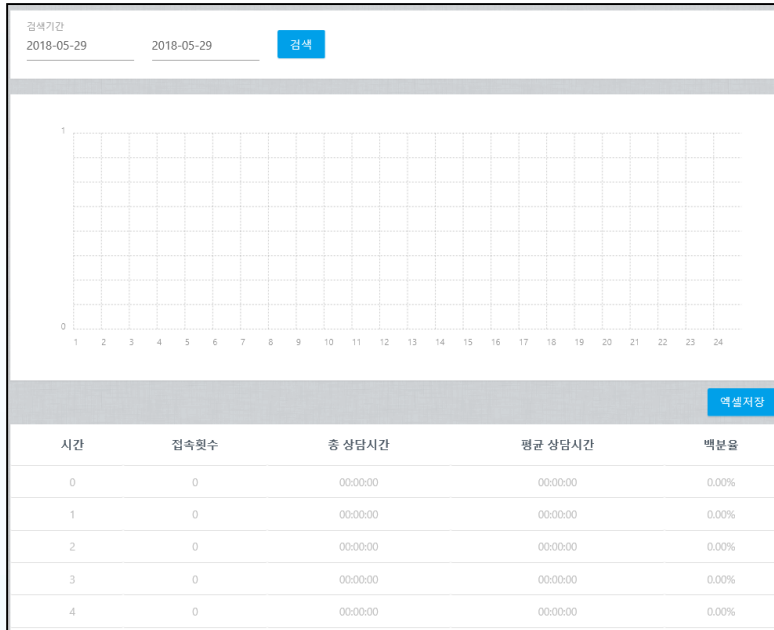 검색기간
2018-05-29 2018-05-29 검색
1
0
1 2 3 4 5 6 7 8 9 10 11 12 13 14 15 16 17 18 19 20 21 22 23 24
엑셀저장
시간 접속횟수 총 상담시간 평균 상담시간 백분율
0 0 00:00:00 00:00:00 0.00%
1 0 00:00:00 00:00:00 0.00%
2 0 00:00:00 00:00:00 0.00%
3 0 00:00:00 00:00:00 0.00%
4 0 00:00:00 00:00:00 0.00%